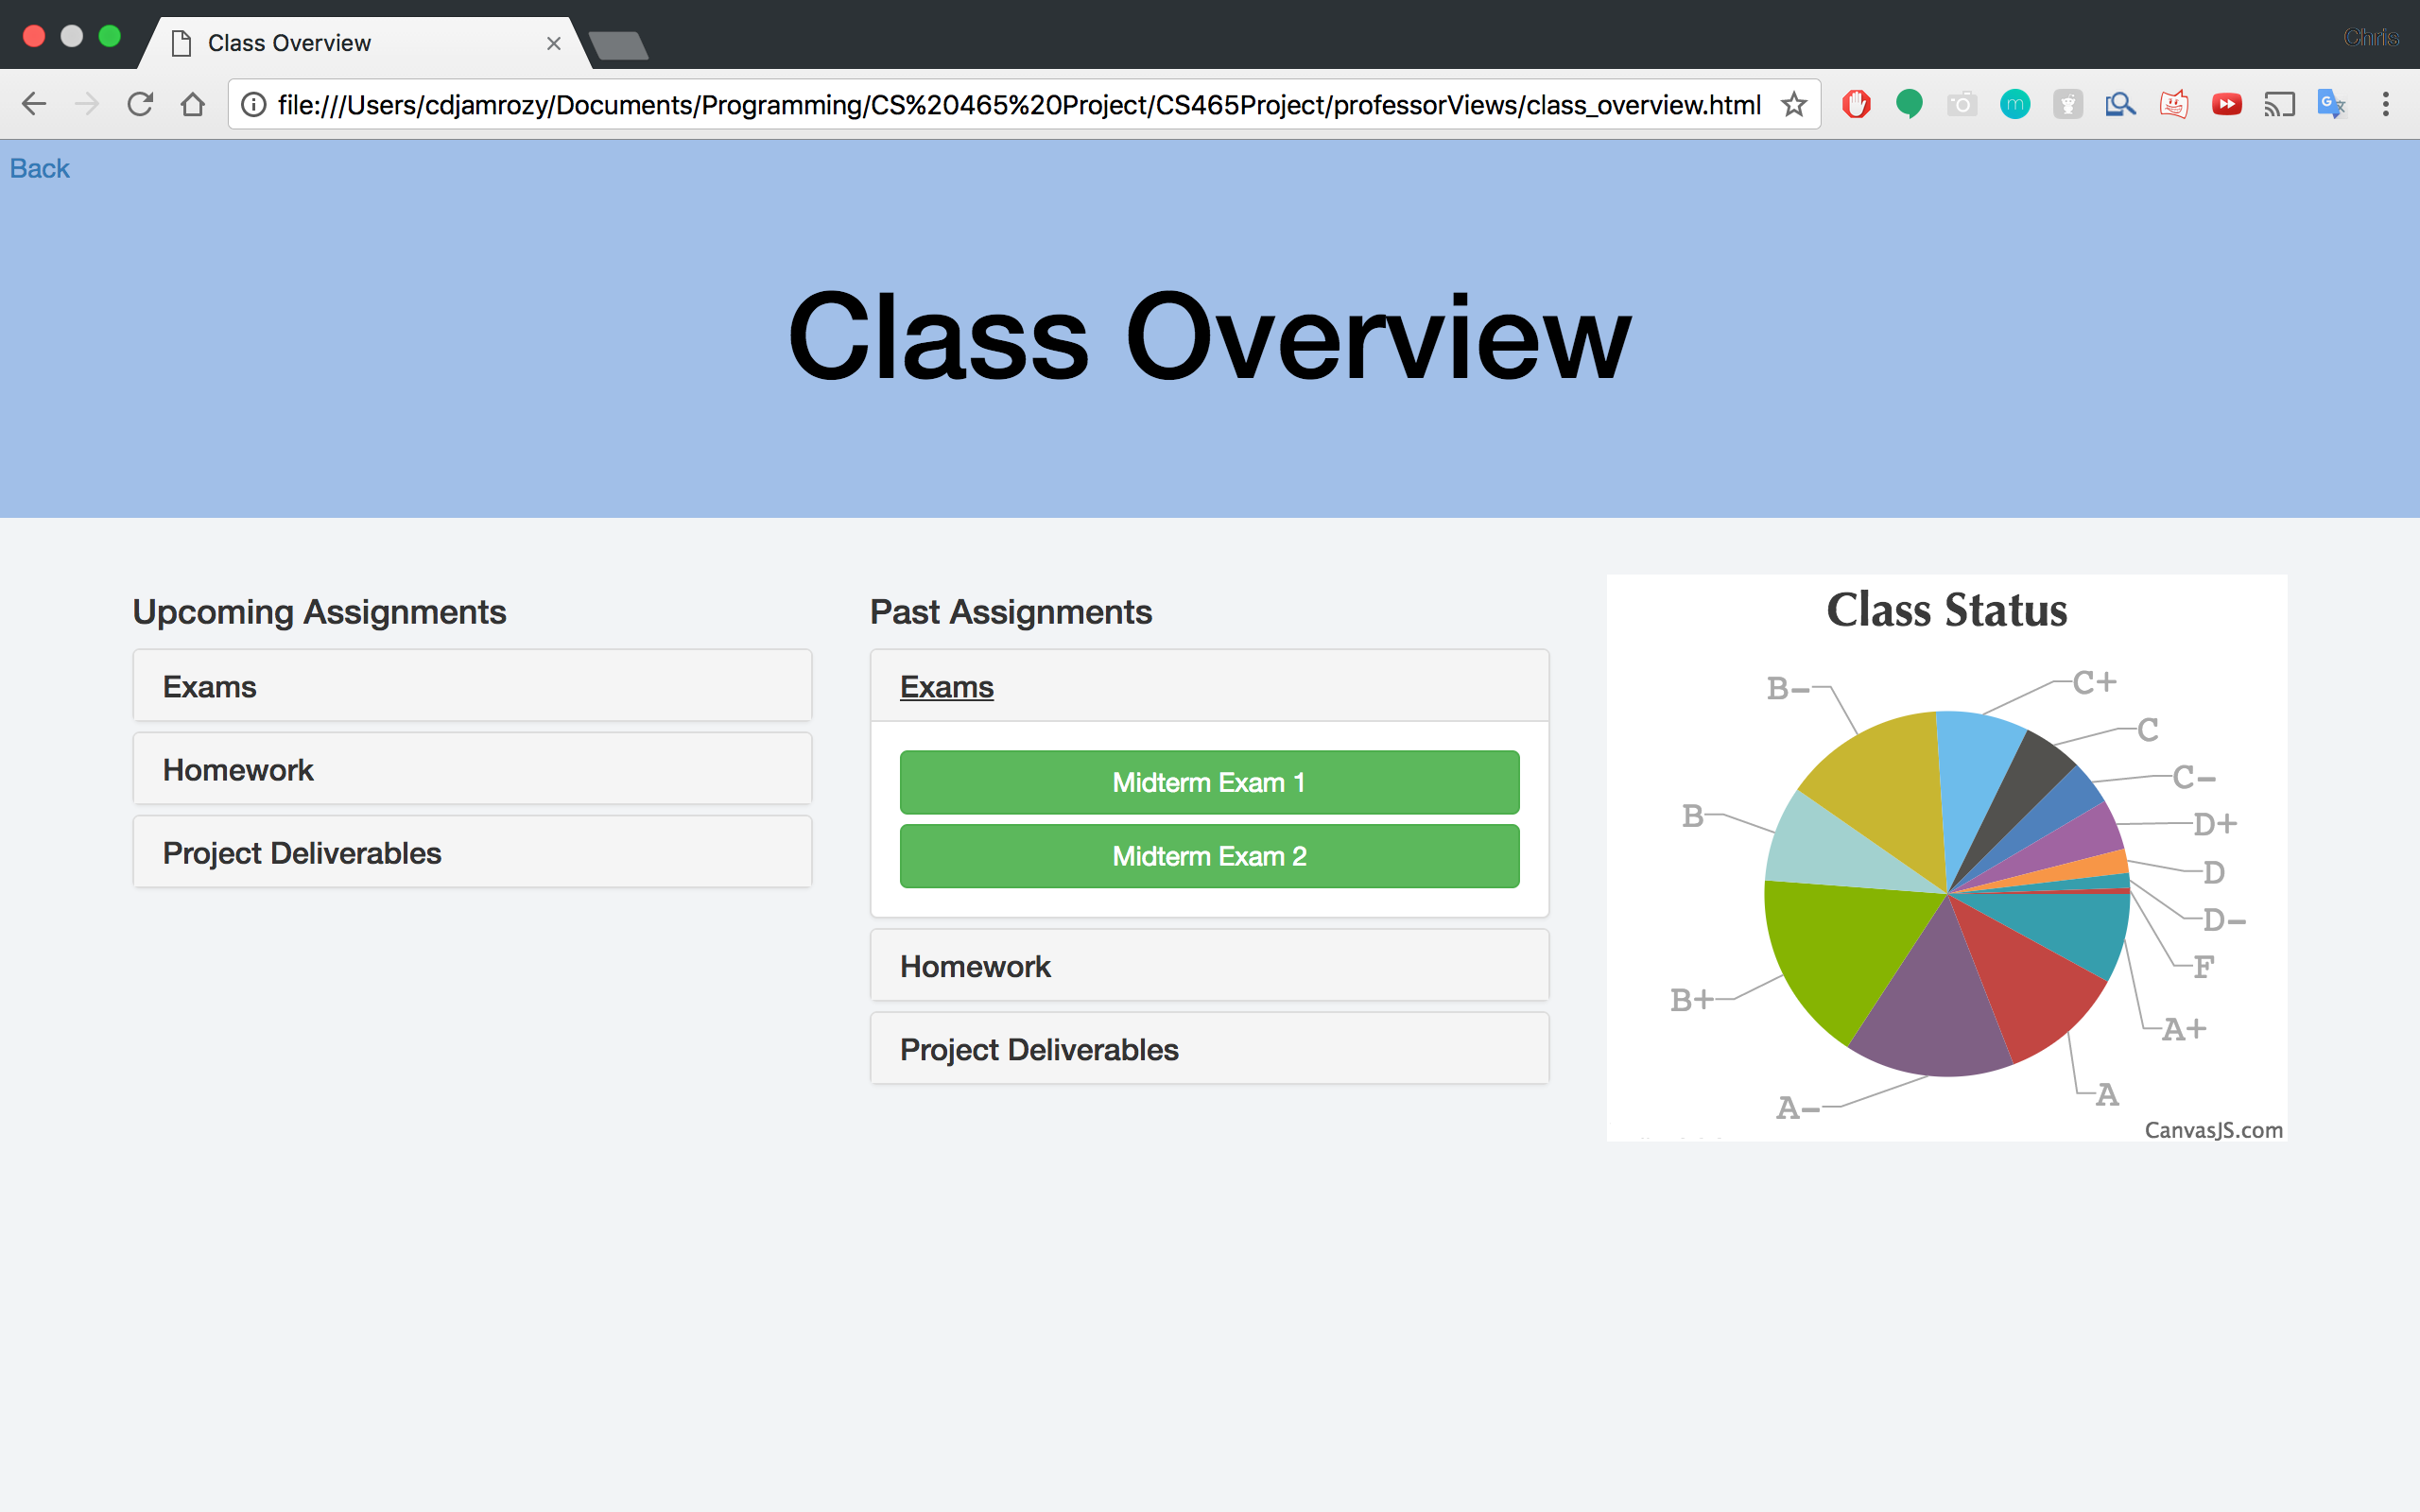 Class Overview
Chris
file:///Users/cdjamrozy/Documents/Programming/CS%20465%20Project/CS465Project/professorViews/class_overview.html
Back
Class Overview
Upcoming Assignments
Exams
Homework
Project Deliverables
Past Assignments
Exams
Midterm Exam 1
Midterm Exam 2
Homework
Project Deliverables
Class Status
C+
B-
C
C-
B
D+
D
D-
F
B+
A+
A
A-
CanvasJS.com